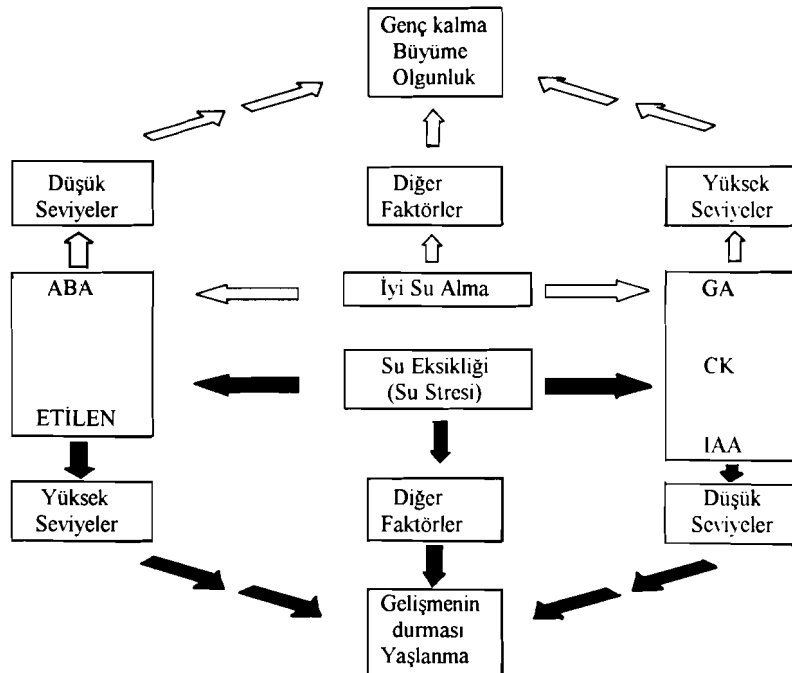 Genç kalma
Büyüme
Olgunluk
Düşük
Seviyeler
Diğer
Faktörler
Yüksek
Seviyeler
ABA
İyi Su Alma
GA
Su Eksikliği
(Su Stresi)
CK
ETİLEN
IAA
Yüksek
Seviyeler
Diğer
Faktörler
Düşük
Seviyeler
Gelişmenin
durması
Yaşlanma